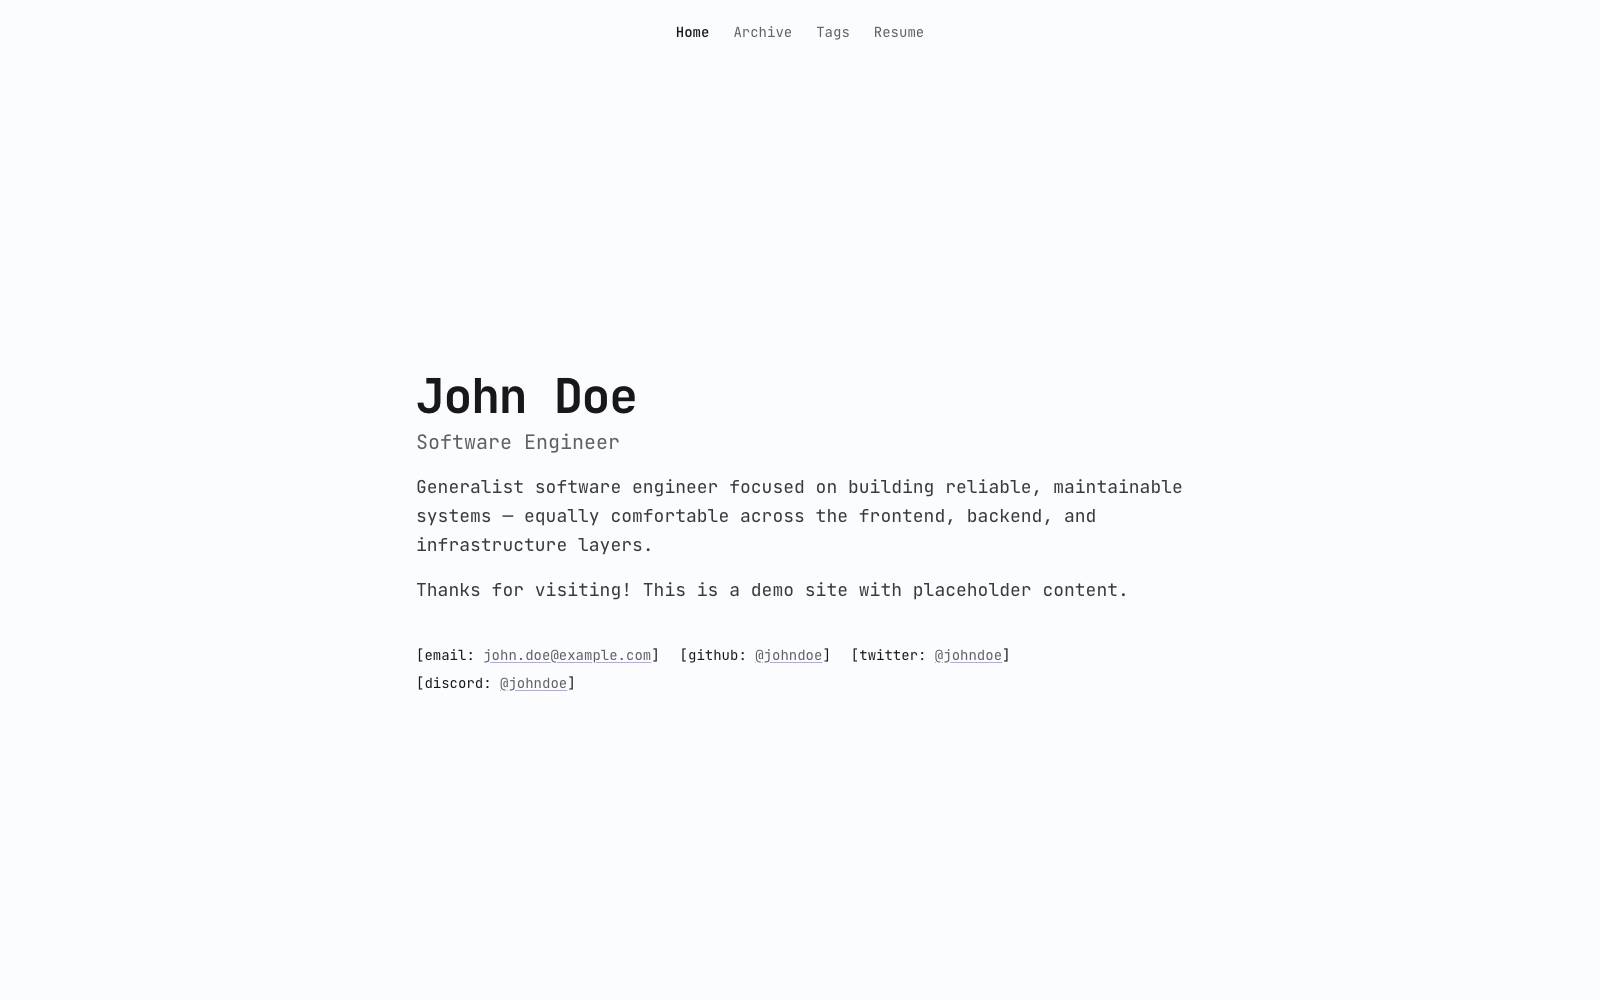 Home Archive Tags Resume
John Doe
Software Engineer
Generalist software engineer focused on building reliable, maintainable
systems — equally comfortable across the frontend, backend, and
infrastructure layers.
Thanks for visiting! This is a demo site with placeholder content.
[email: john.doe@example.com] [github: @johndoe] [twitter: @johndoe]
[discord: @johndoe]